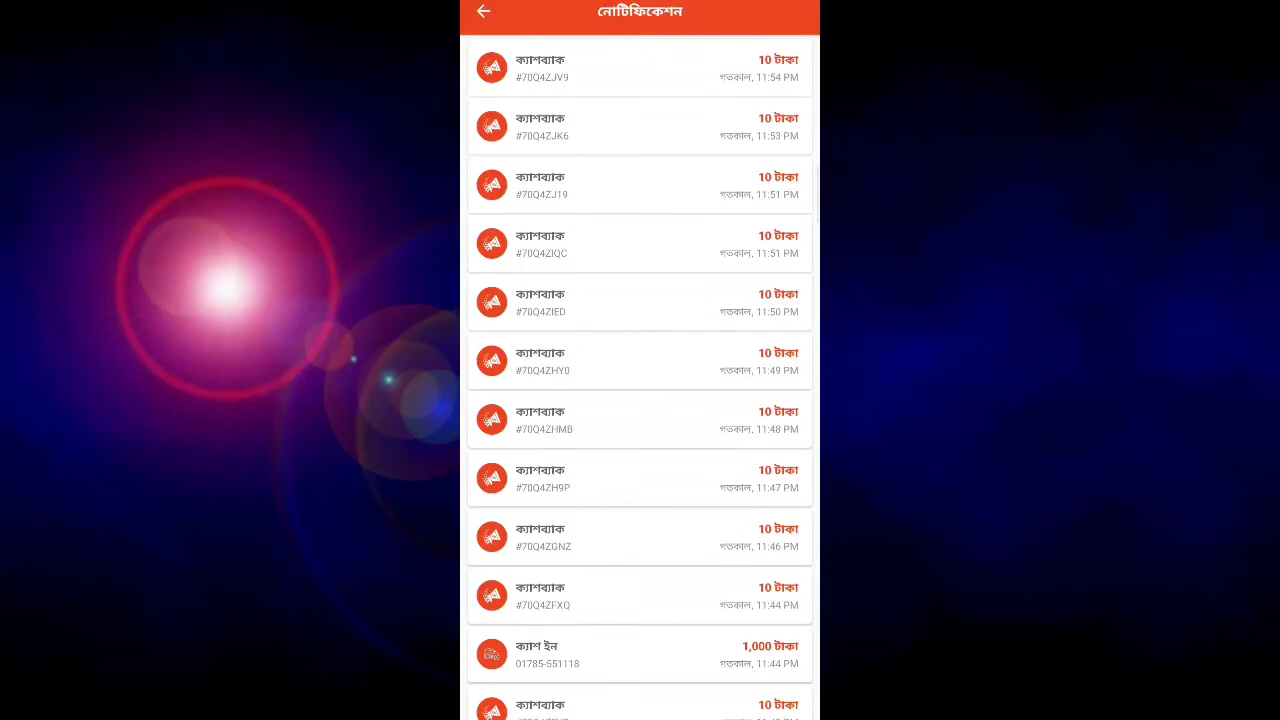 নোটিফিকেশন
ক্যাশব্যাক 10 টাকা
#70Q4ZJV9 গতকাল, 11:54 PM
ক্যাশব্যাক 10 টাকা
#70Q4ZJK6 গতকাল, 11:53 PM
ক্যাশব্যাক 10 টাকা
#70Q4ZJ19 গতকাল, 11:51 PM
ক্যাশব্যাক 10 টাকা
#70Q4ZIQC গতকাল, 11:51 PM
ক্যাশব্যাক 10 টাকা
#70Q4ZIED গতকাল, 11:50 PM
ক্যাশব্যাক 10 টাকা
#70Q4ZHY0 গতকাল, 11:49 PM
ক্যাশব্যাক 10 টাকা
#70Q4ZHMB গতকাল, 11:48 PM
ক্যাশব্যাক 10 টাকা
#70Q4ZH9P গতকাল, 11:47 PM
ক্যাশব্যাক 10 টাকা
#70Q4ZGNZ গতকাল, 11:46 PM
ক্যাশব্যাক 10 টাকা
#70Q4ZFXQ গতকাল, 11:44 PM
ক্যাশ ইন 1,000 টাকা
01785-551118 গতকাল, 11:44 PM
ক্যাশব্যাক 10 টাকা